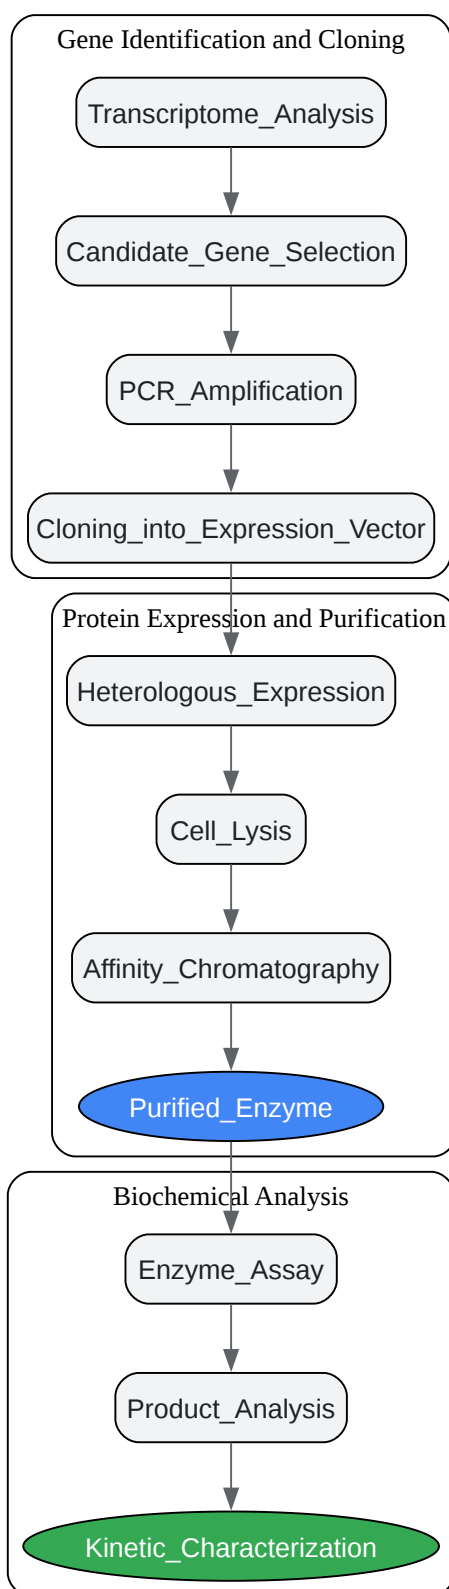 Gene Identification and Cloning
Transcriptome_Analysis
Candidate_Gene_Selection
PCR_Amplification
Cloning_into_Expression_Vector
Protein Expression and Purification
Heterologous_Expression
Cell_Lysis
Affinity_Chromatography
Purified_Enzyme
Biochemical Analysis
Enzyme_Assay
Product_Analysis
Kinetic_Characterization